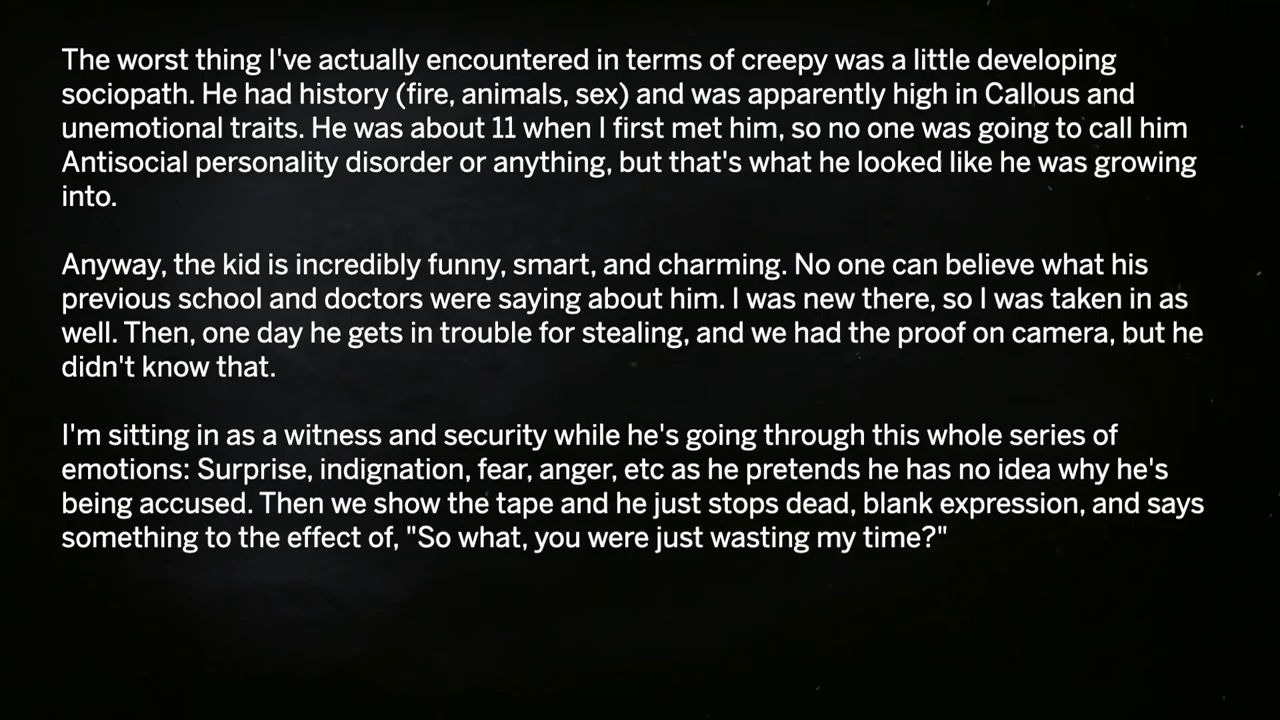 The worst thing I've actually encountered in terms of creepy was a little developing
sociopath. He had history (fire, animals, sex) and was apparently high in Callous and
unemotional traits. He was about 11 when I first met him, so no one was going to call him
Antisocial personality disorder or anything, but that's what he looked like he was growing
into.
Anyway, the kid is incredibly funny, smart, and charming. No one can believe what his
previous school and doctors were saying about him. I was new there, so I was taken in as
well. Then, one day he gets in trouble for stealing, and we had the proof on camera, but he
didn't know that.
I'm sitting in as a witness and security while he's going through this whole series of
emotions: Surprise, indignation, fear, anger, etc as he pretends he has no idea why he's
being accused. Then we show the tape and he just stops dead, blank expression, and says
something to the effect of, "So what, you were just wasting my time?"